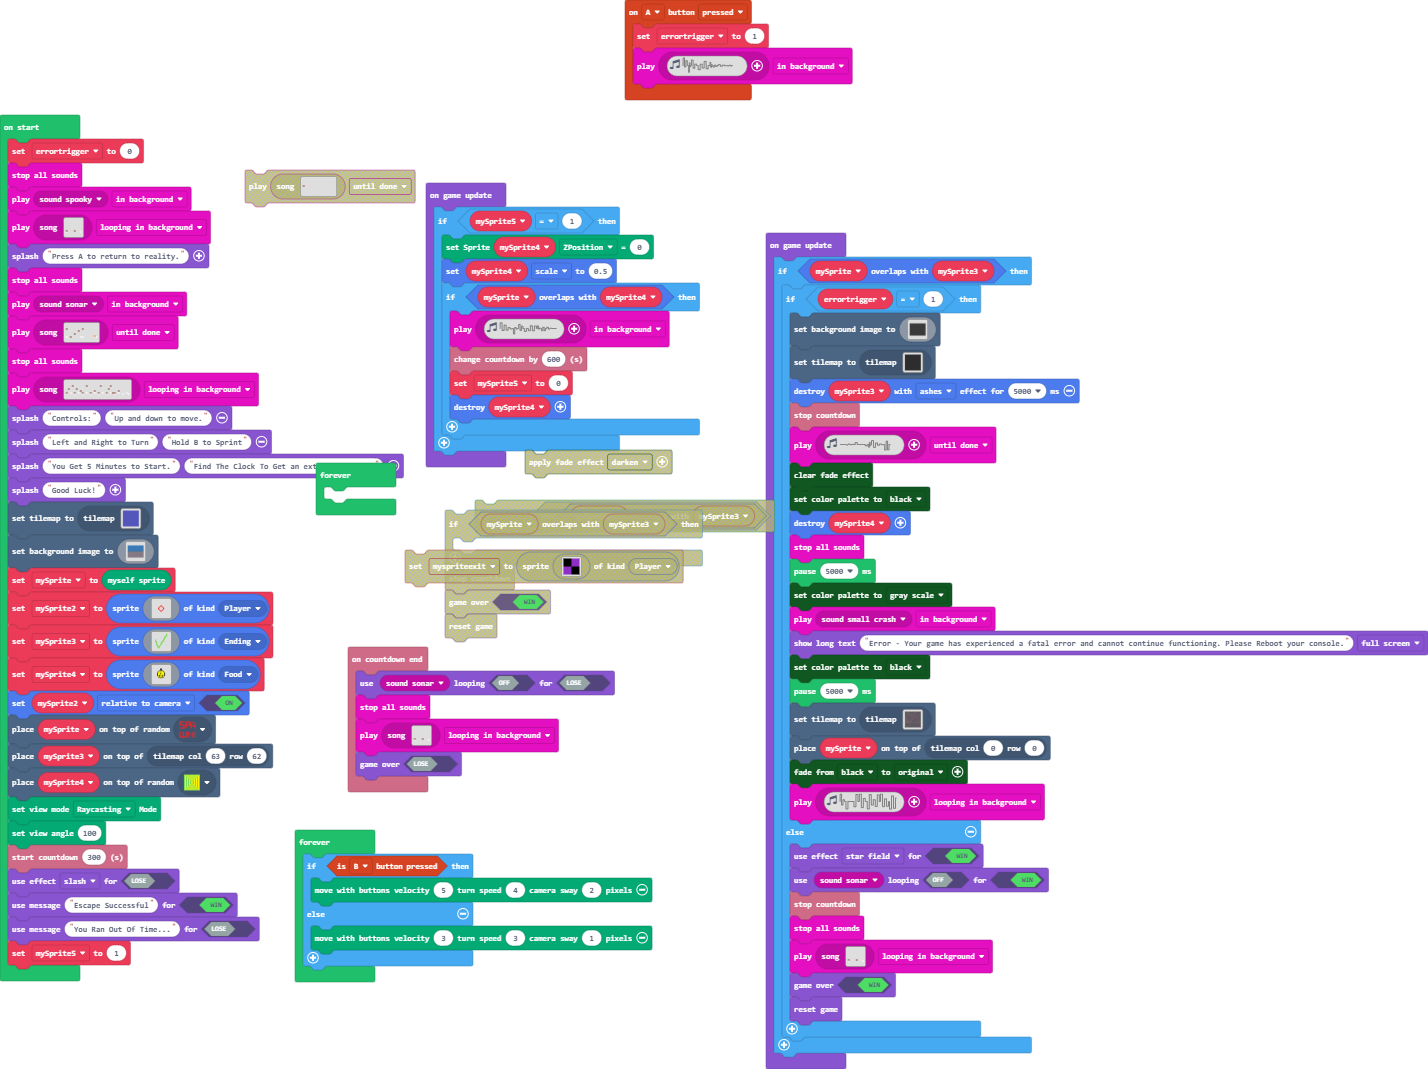 on A button pressed
set errortrigger to 1
play in background
on start
set errortrigger to 0
stop all sounds
play sound spooky in background
play song looping in background
splash "Press A to return to reality."
stop all sounds
play sound sonar in background
play song until done
stop all sounds
play song looping in background
splash "Controls:" "Up and down to move."
splash "Left and Right to Turn" "Hold B to Sprint"
splash "You Get 5 Minutes to Start." "Find The Clock To Get an ext
splash "Good Luck!"
set tilemap to tilemap
set background image to
set mySprite to myself sprite
set mySprite2 to sprite of kind Player
set mySprite3 to sprite of kind Ending
set mySprite4 to sprite of kind Food
set mySprite2 relative to camera ON
place mySprite on top of random
place mySprite3 on top of tilemap col 63 row 62
place mySprite4 on top of random
set view mode Raycasting Mode
set view angle 100
start countdown 300 (s)
use effect slash for LOSE
use message "Escape Successful" for WIN
use message "You Ran Out Of Time..." for LOSE
set mySprite5 to 1
play song until done
forever
on game update
if mySprite5 = 1 then
set Sprite mySprite4 ZPosition = 0
set mySprite4 scale to 0.5
if mySprite overlaps with mySprite4 then
play in background
change countdown by 600 (s)
set mySprite5 to 0
destroy mySprite4
apply fade effect darken
ySprite3
if mySprite overlaps with mySprite3 then
set myspriteexit to sprite of kind Player
stop countdown
game over WIN
reset game
on countdown end
use sound sonar looping OFF for LOSE
stop all sounds
play song looping in background
game over LOSE
forever
if is B button pressed then
move with buttons velocity 5 turn speed 4 camera sway 2 pixels
else
move with buttons velocity 3 turn speed 3 camera sway 1 pixels
on game update
if mySprite overlaps with mySprite3 then
if errortrigger = 1 then
set background image to
set tilemap to tilemap
destroy mySprite3 with ashes effect for 5000 ms
stop countdown
play until done
clear fade effect
set color palette to black
destroy mySprite4
stop all sounds
pause 5000 ms
set color palette to gray scale
play sound small crash in background
show long text "Error - Your game has experienced a fatal error and cannot continue functioning. Please Reboot your console." full screen
set color palette to black
pause 5000 ms
set tilemap to tilemap
place mySprite on top of tilemap col 0 row 0
fade from black to original
play looping in background
else
use effect star field for WIN
use sound sonar looping OFF for WIN
stop countdown
stop all sounds
play song looping in background
game over WIN
reset game